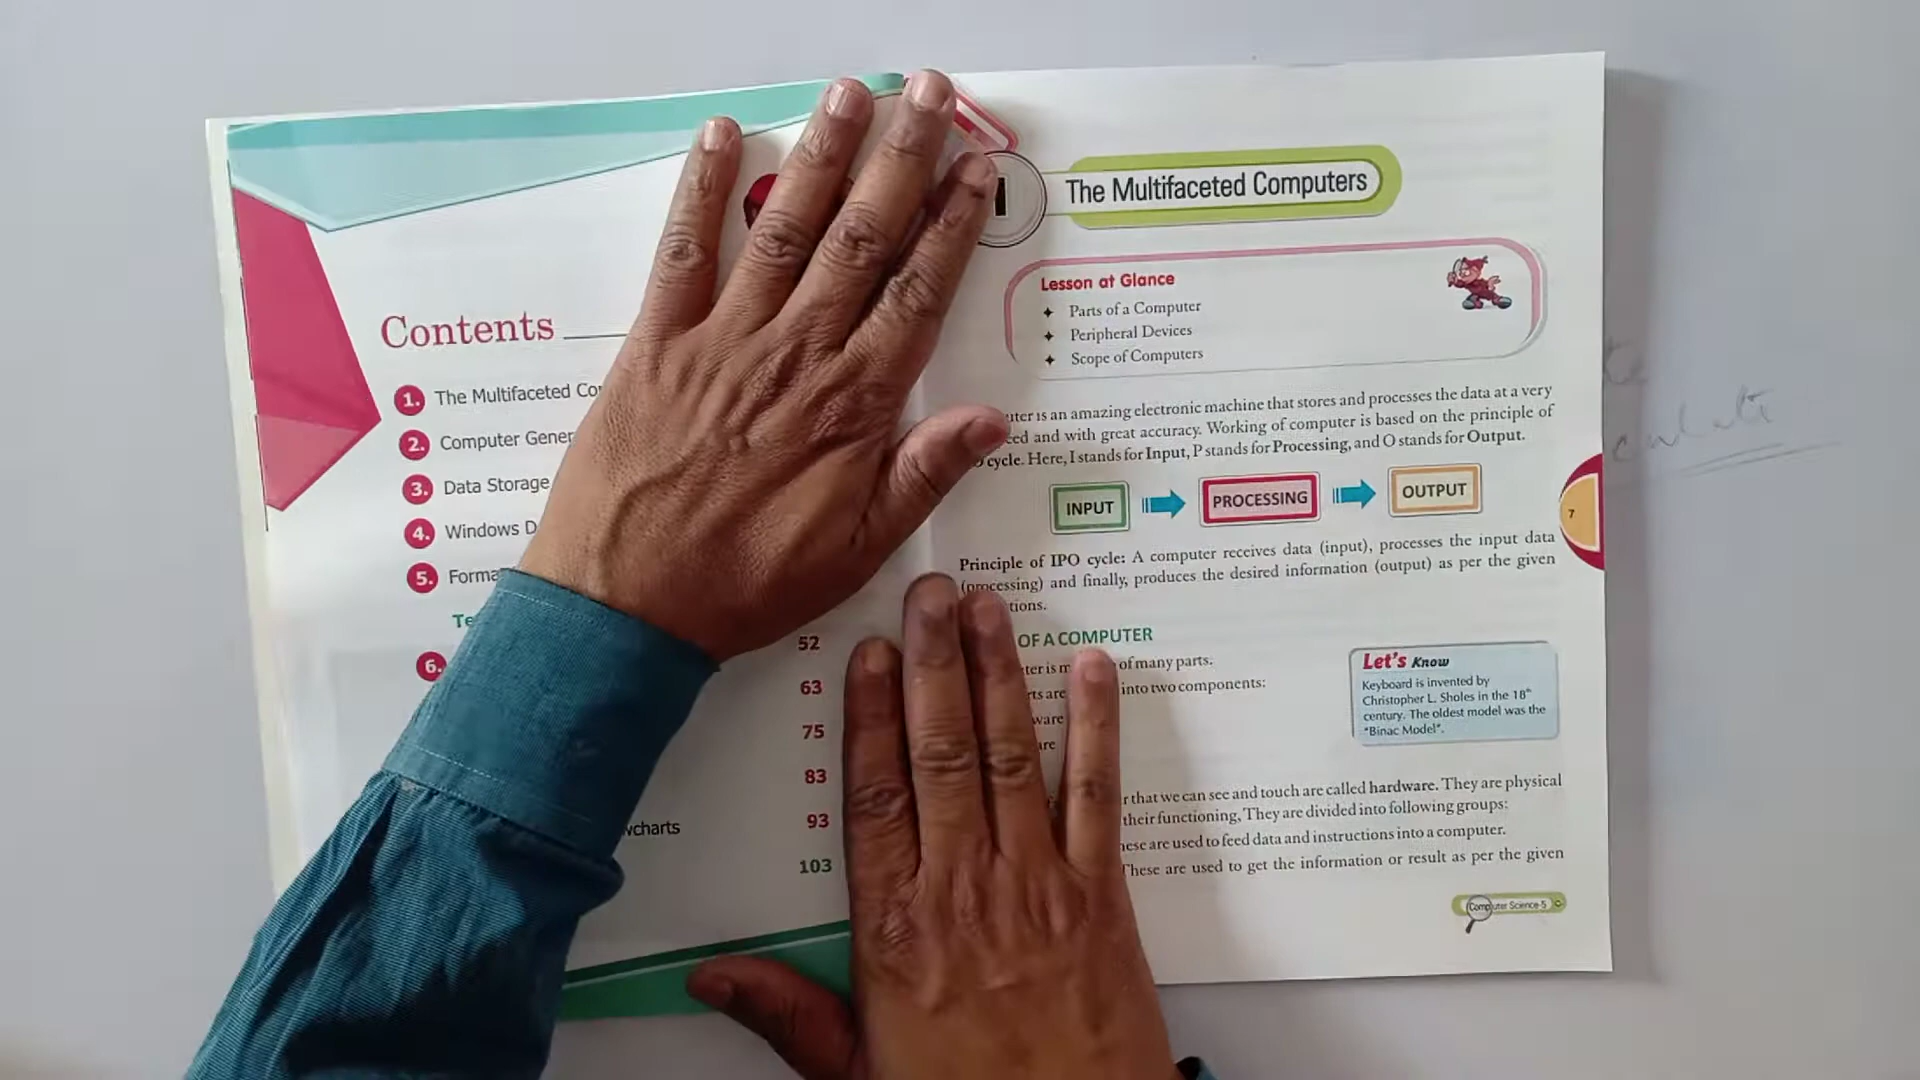 Contents
1. The Multifaceted
2. Computer
3. Data Storage
4. Windows
5.
6.
52
63
75
83
93
103
1
The Multifaceted Computers
Lesson at Glance
Parts of a Computer
Peripheral Devices
Scope of Computers
is an amazing electronic machine that stores and processes the data at a very
and with great accuracy. Working of computer is based on the principle of
cycle. Here, I stands for Input, P stands for Processing, and O stands for Output.
INPUT PROCESSING OUTPUT
7
Principle of IPO cycle: A computer receives data (input), processes the input data
(processing) and finally, produces the desired information (output) as per the given
OF A COMPUTER
is of many parts.
are into two components:
Let's Know
Keyboard is invented by
Christopher L. Sholes in the 18th
century. The oldest model was the
"Binac Model".
that we can see and touch are called hardware. They are physical
their functioning, They are divided into following groups:
are used to feed data and instructions into a computer.
These are used to get the information or result as per the given
Computer Science-5